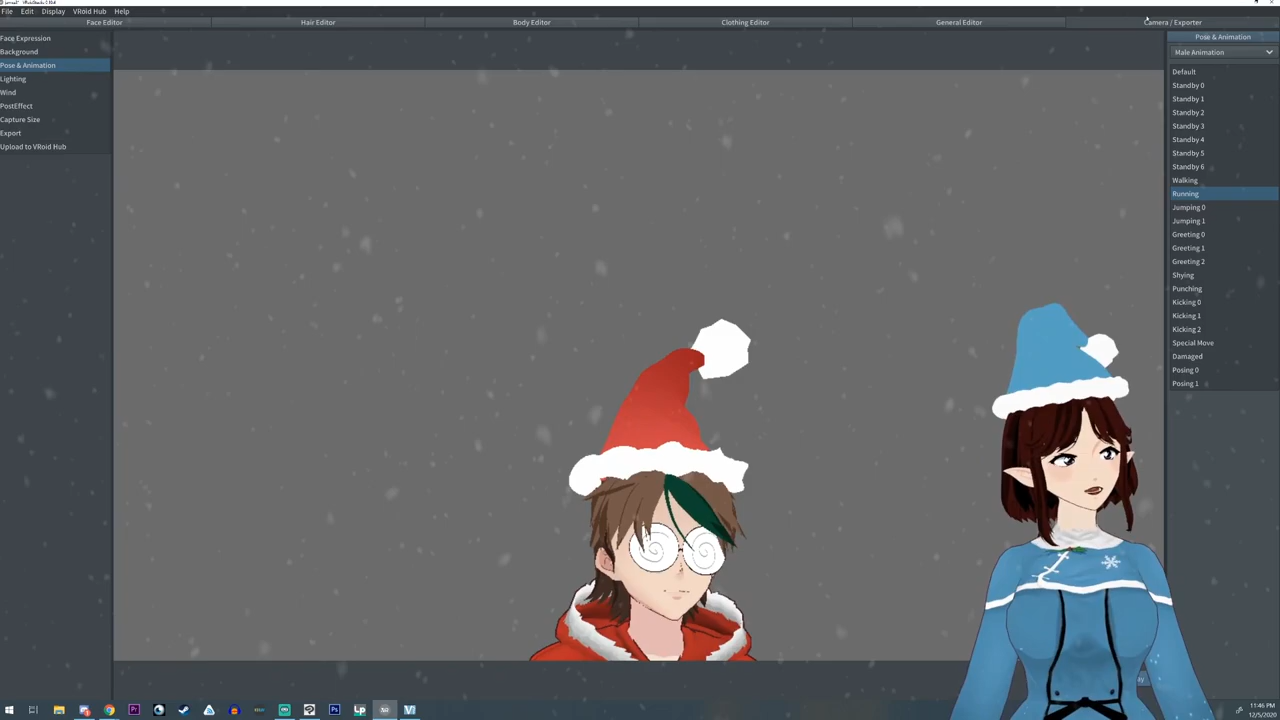 File Edit Display VRoid Hub Help
Face Editor Hair Editor Body Editor Clothing Editor General Editor Camera / Exporter
Face Expression
Background
Pose & Animation
Lighting
Wind
PostEffect
Capture Size
Export
Upload to VRoid Hub
Pose & Animation
Male Animation
Default
Standby 0
Standby 1
Standby 2
Standby 3
Standby 4
Standby 5
Standby 6
Walking
Running
Jumping 0
Jumping 1
Greeting 0
Greeting 1
Greeting 2
Shying
Punching
Kicking 0
Kicking 1
Kicking 2
Special Move
Damaged
Posing 0
Posing 1
11:46 PM
12/5/2020